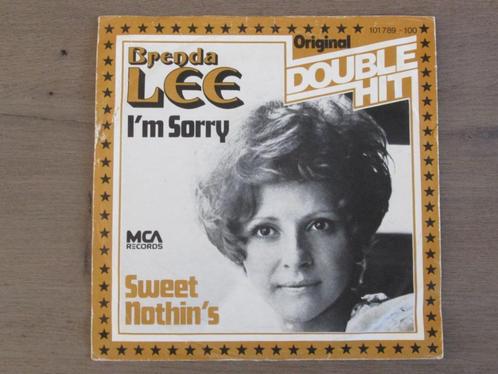 Brenda
LEE
I'm Sorry
Original
101789-100
DOUBLE
HIT
MCA
RECORDS
Sweet
Nothin's